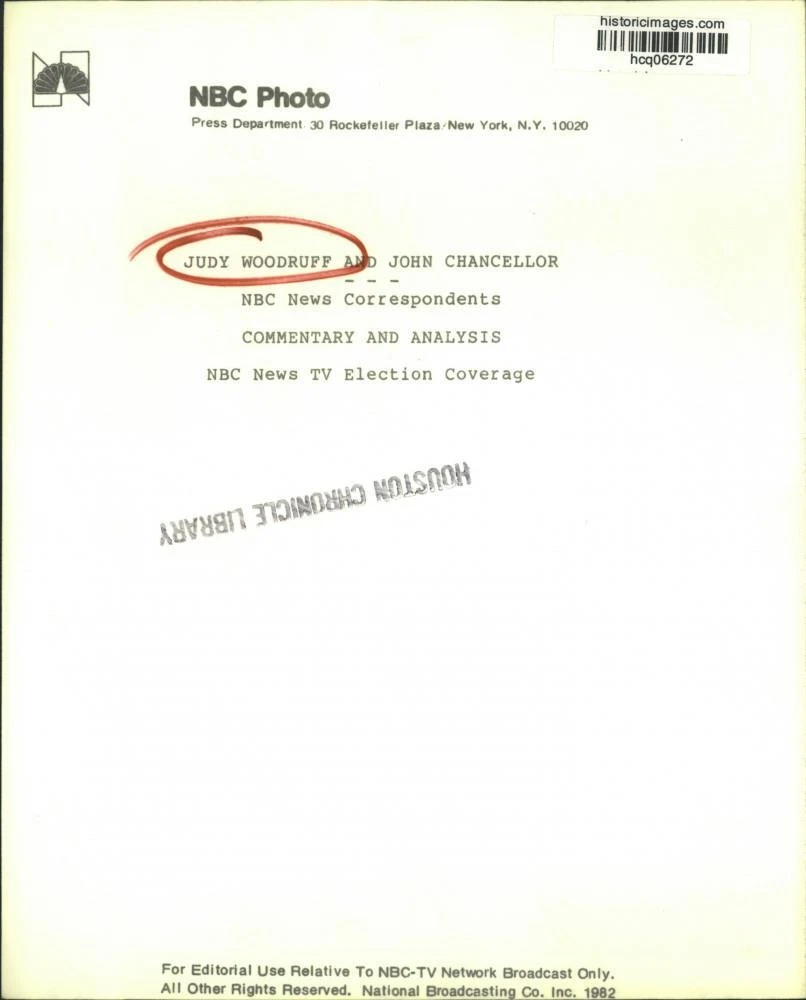 historicimages.com
hcq06272
NBC Photo
Press Department 30 Rockefeller Plaza New York, N.Y. 10020
JUDY WOODRUFF AND JOHN CHANCELLOR
- - -
NBC News Correspondents
COMMENTARY AND ANALYSIS
NBC News TV Election Coverage
HOUSTON CHRONICLE LIBRARY
For Editorial Use Relative To NBC-TV Network Broadcast Only.
All Other Rights Reserved. National Broadcasting Co. Inc. 1982